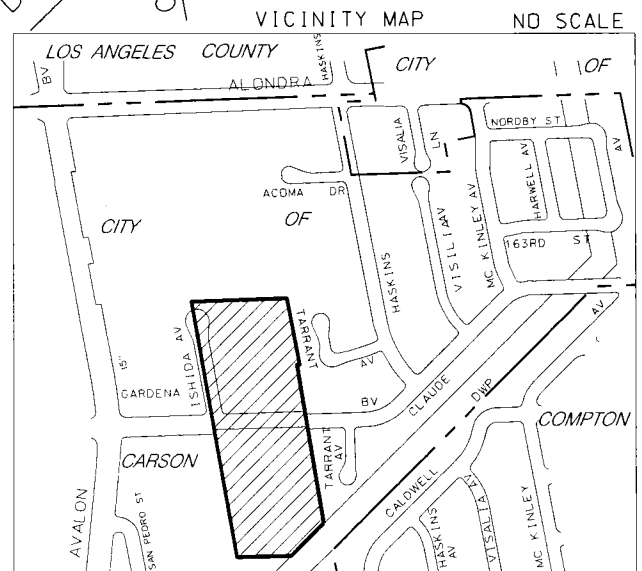 VICINITY MAP NO SCALE
LOS ANGELES COUNTY
HASKINS
CITY OF
BV
ALONDRA
VISALIA
LN
NORDBY ST
HARWELL AV
AV
ACOMA DR
CITY OF
HASKINS
VISILIA AV
MC KINLEY AV
163RD ST
ISHIDA AV
TARRANT
AV
AV
15"
GARDENA
BV
CLAUDE
DWP
COMPTON
CARSON
TARRANT
AV
CALDWELL
AVALON
SAN PEDRO ST
HASKINS
AV
VISALIA AV
MC KINLEY